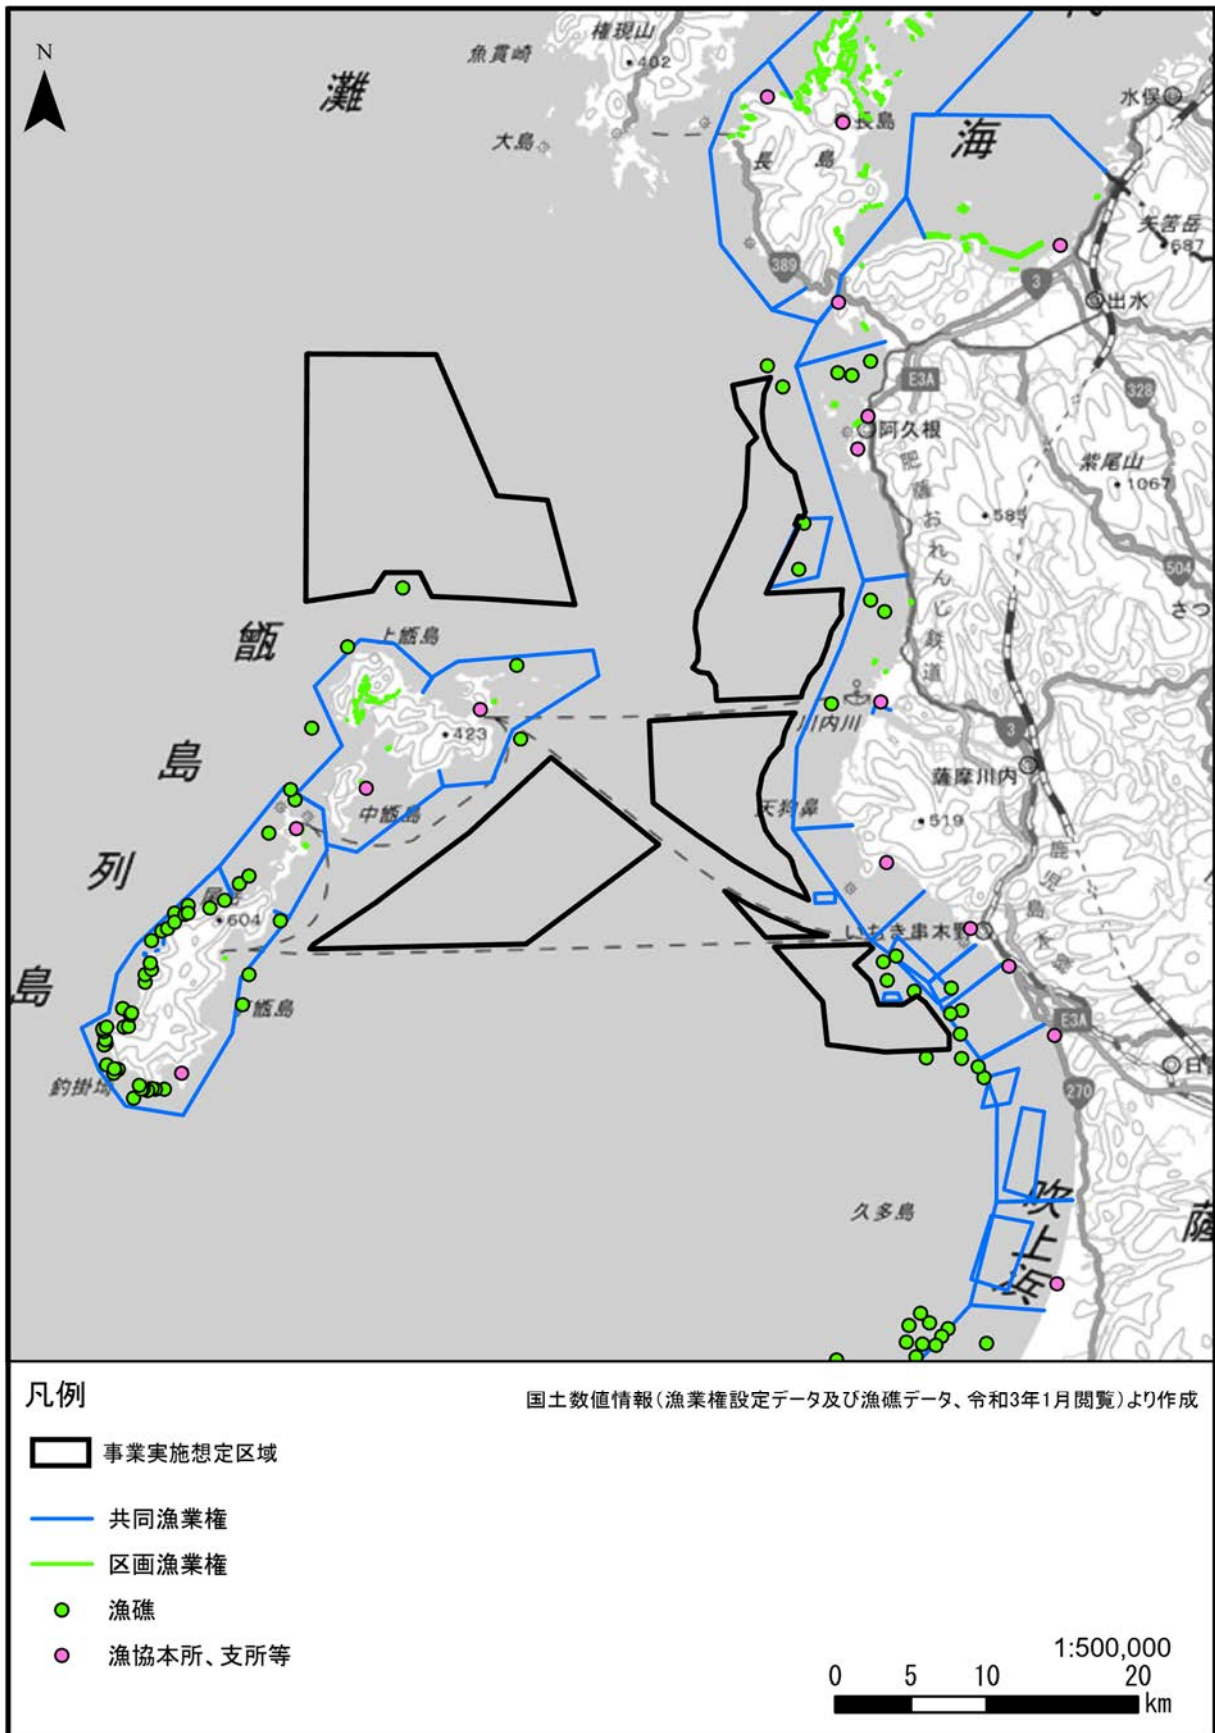 N
灘
魚貫崎
権現山
402
大島
長島
長島
海
水俣
矢筈岳
687
389
3
出水
E3A
328
阿久根
紫尾山
1067
肥薩おれんじ鉄道
585
504
さつ
甑
上甑島
423
川内川
3
薩摩川内
島
中甑島
天狗鼻
519
列
604
鹿児島
いちき串木野
島
甑島
E3A
日
釣掛埼
270
久多島
吹上浜
薩
凡例
国土数値情報（漁業権設定データ及び漁礁データ、令和3年1月閲覧）より作成
事業実施想定区域
共同漁業権
区画漁業権
漁礁
漁協本所、支所等
1:500,000
0 5 10 20
km